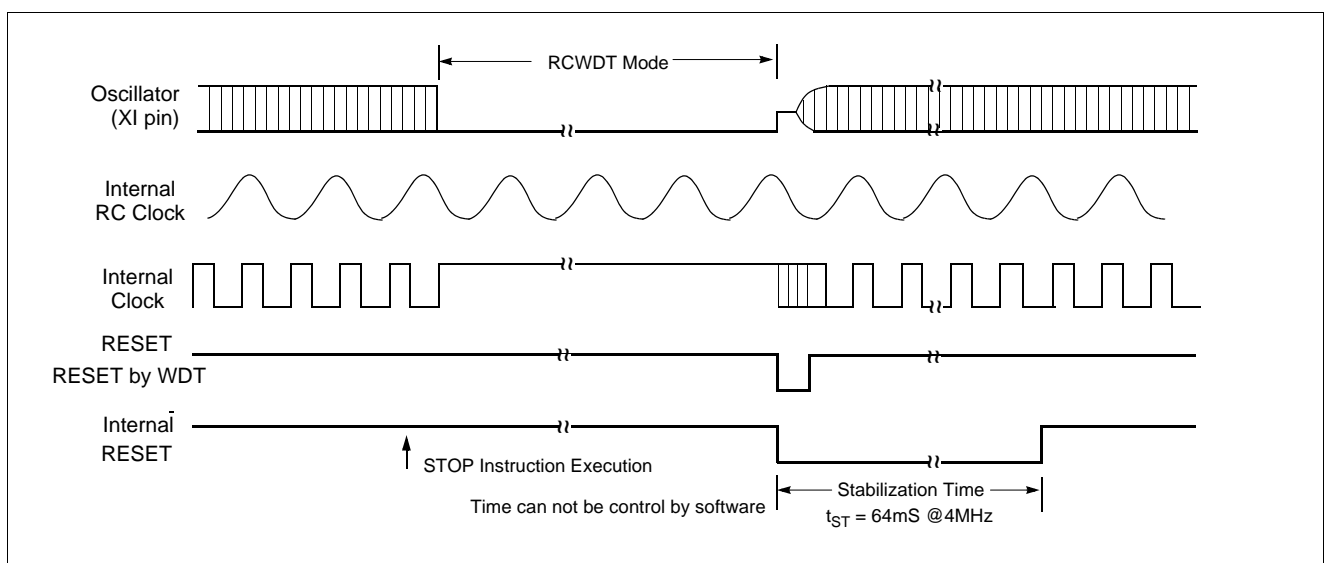 RCWDT Mode
Oscillator
(XI pin)
Internal
RC Clock
Internal
Clock
RESET
RESET by WDT
Internal
RESET
STOP Instruction Execution
Time can not be control by software
Stabilization Time
tST = 64mS @4MHz